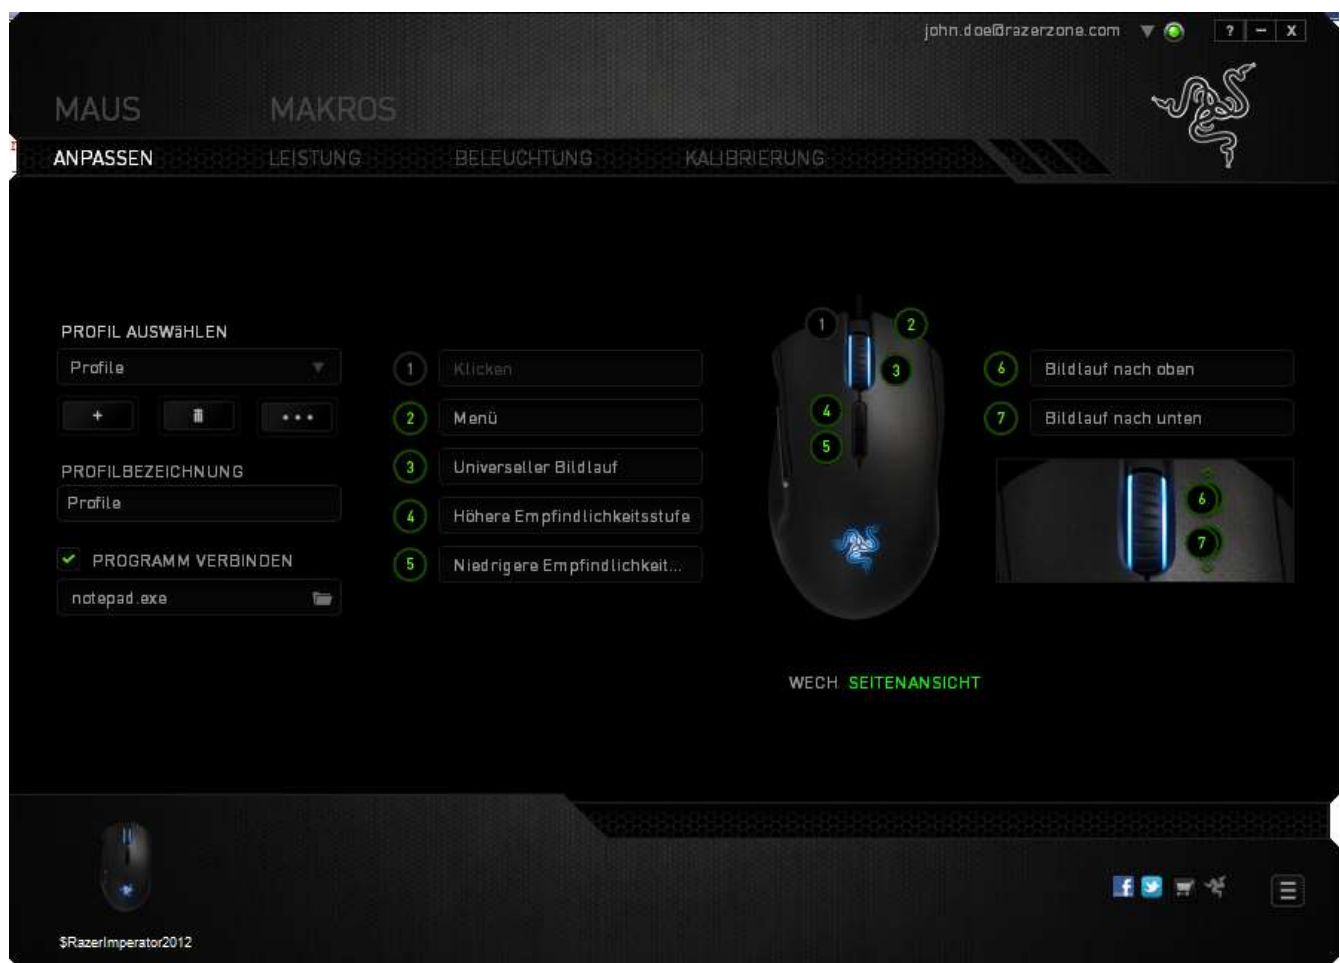 john.doe@razerzone.com
? – X
MAUS MAKROS
ANPASSEN LEISTUNG BELEUCHTUNG KALIBRIERUNG
PROFIL AUSWäHLEN
Profile
+ •••
PROFILBEZEICHNUNG
Profile
PROGRAMM VERBINDEN
notepad.exe
1 Klicken
2 Menü
3 Universeller Bildlauf
4 Höhere Empfindlichkeitsstufe
5 Niedrigere Empfindlichkeit...
1 2
3
4
5
6 Bildlauf nach oben
7 Bildlauf nach unten
6
7
WECH SEITENANSICHT
$RazerImperator2012